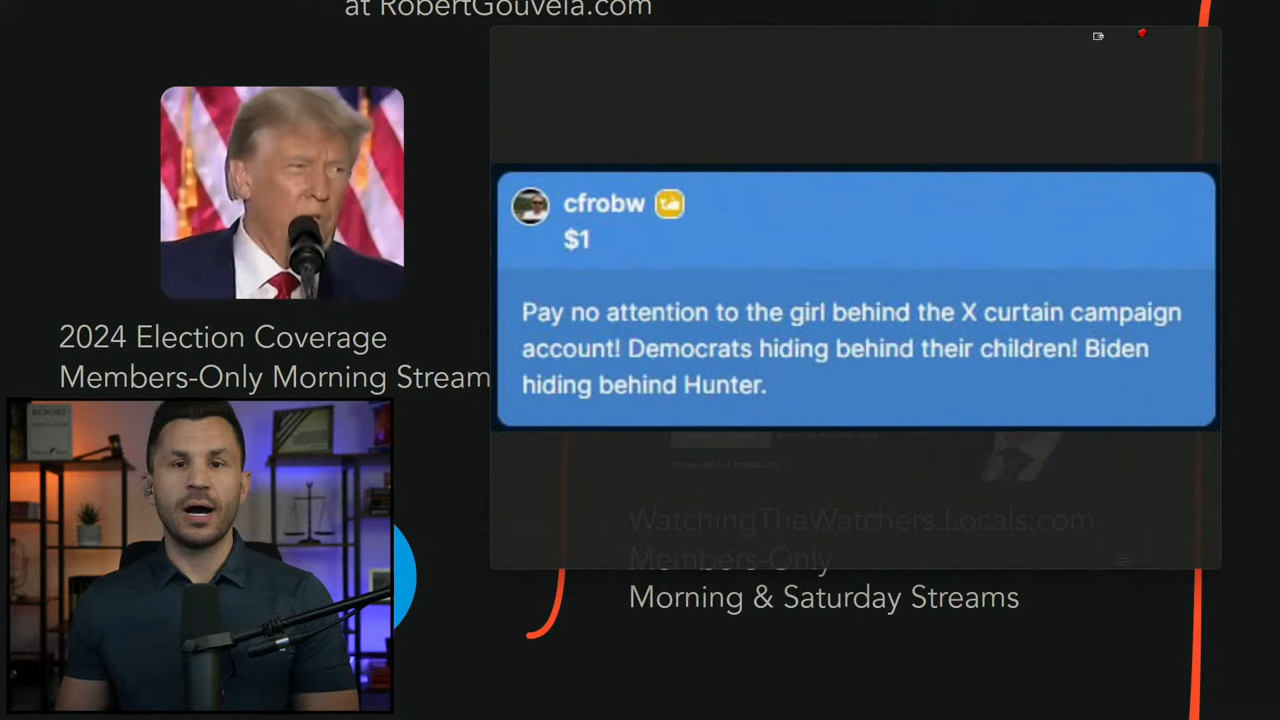 at RobertGouveia.com
cfrobw
$1
Pay no attention to the girl behind the X curtain campaign
account! Democrats hiding behind their children! Biden
hiding behind Hunter.
2024 Election Coverage
Members-Only Morning Stream
WatchingTheWatchers.Locals.com
Members-Only
Morning & Saturday Streams